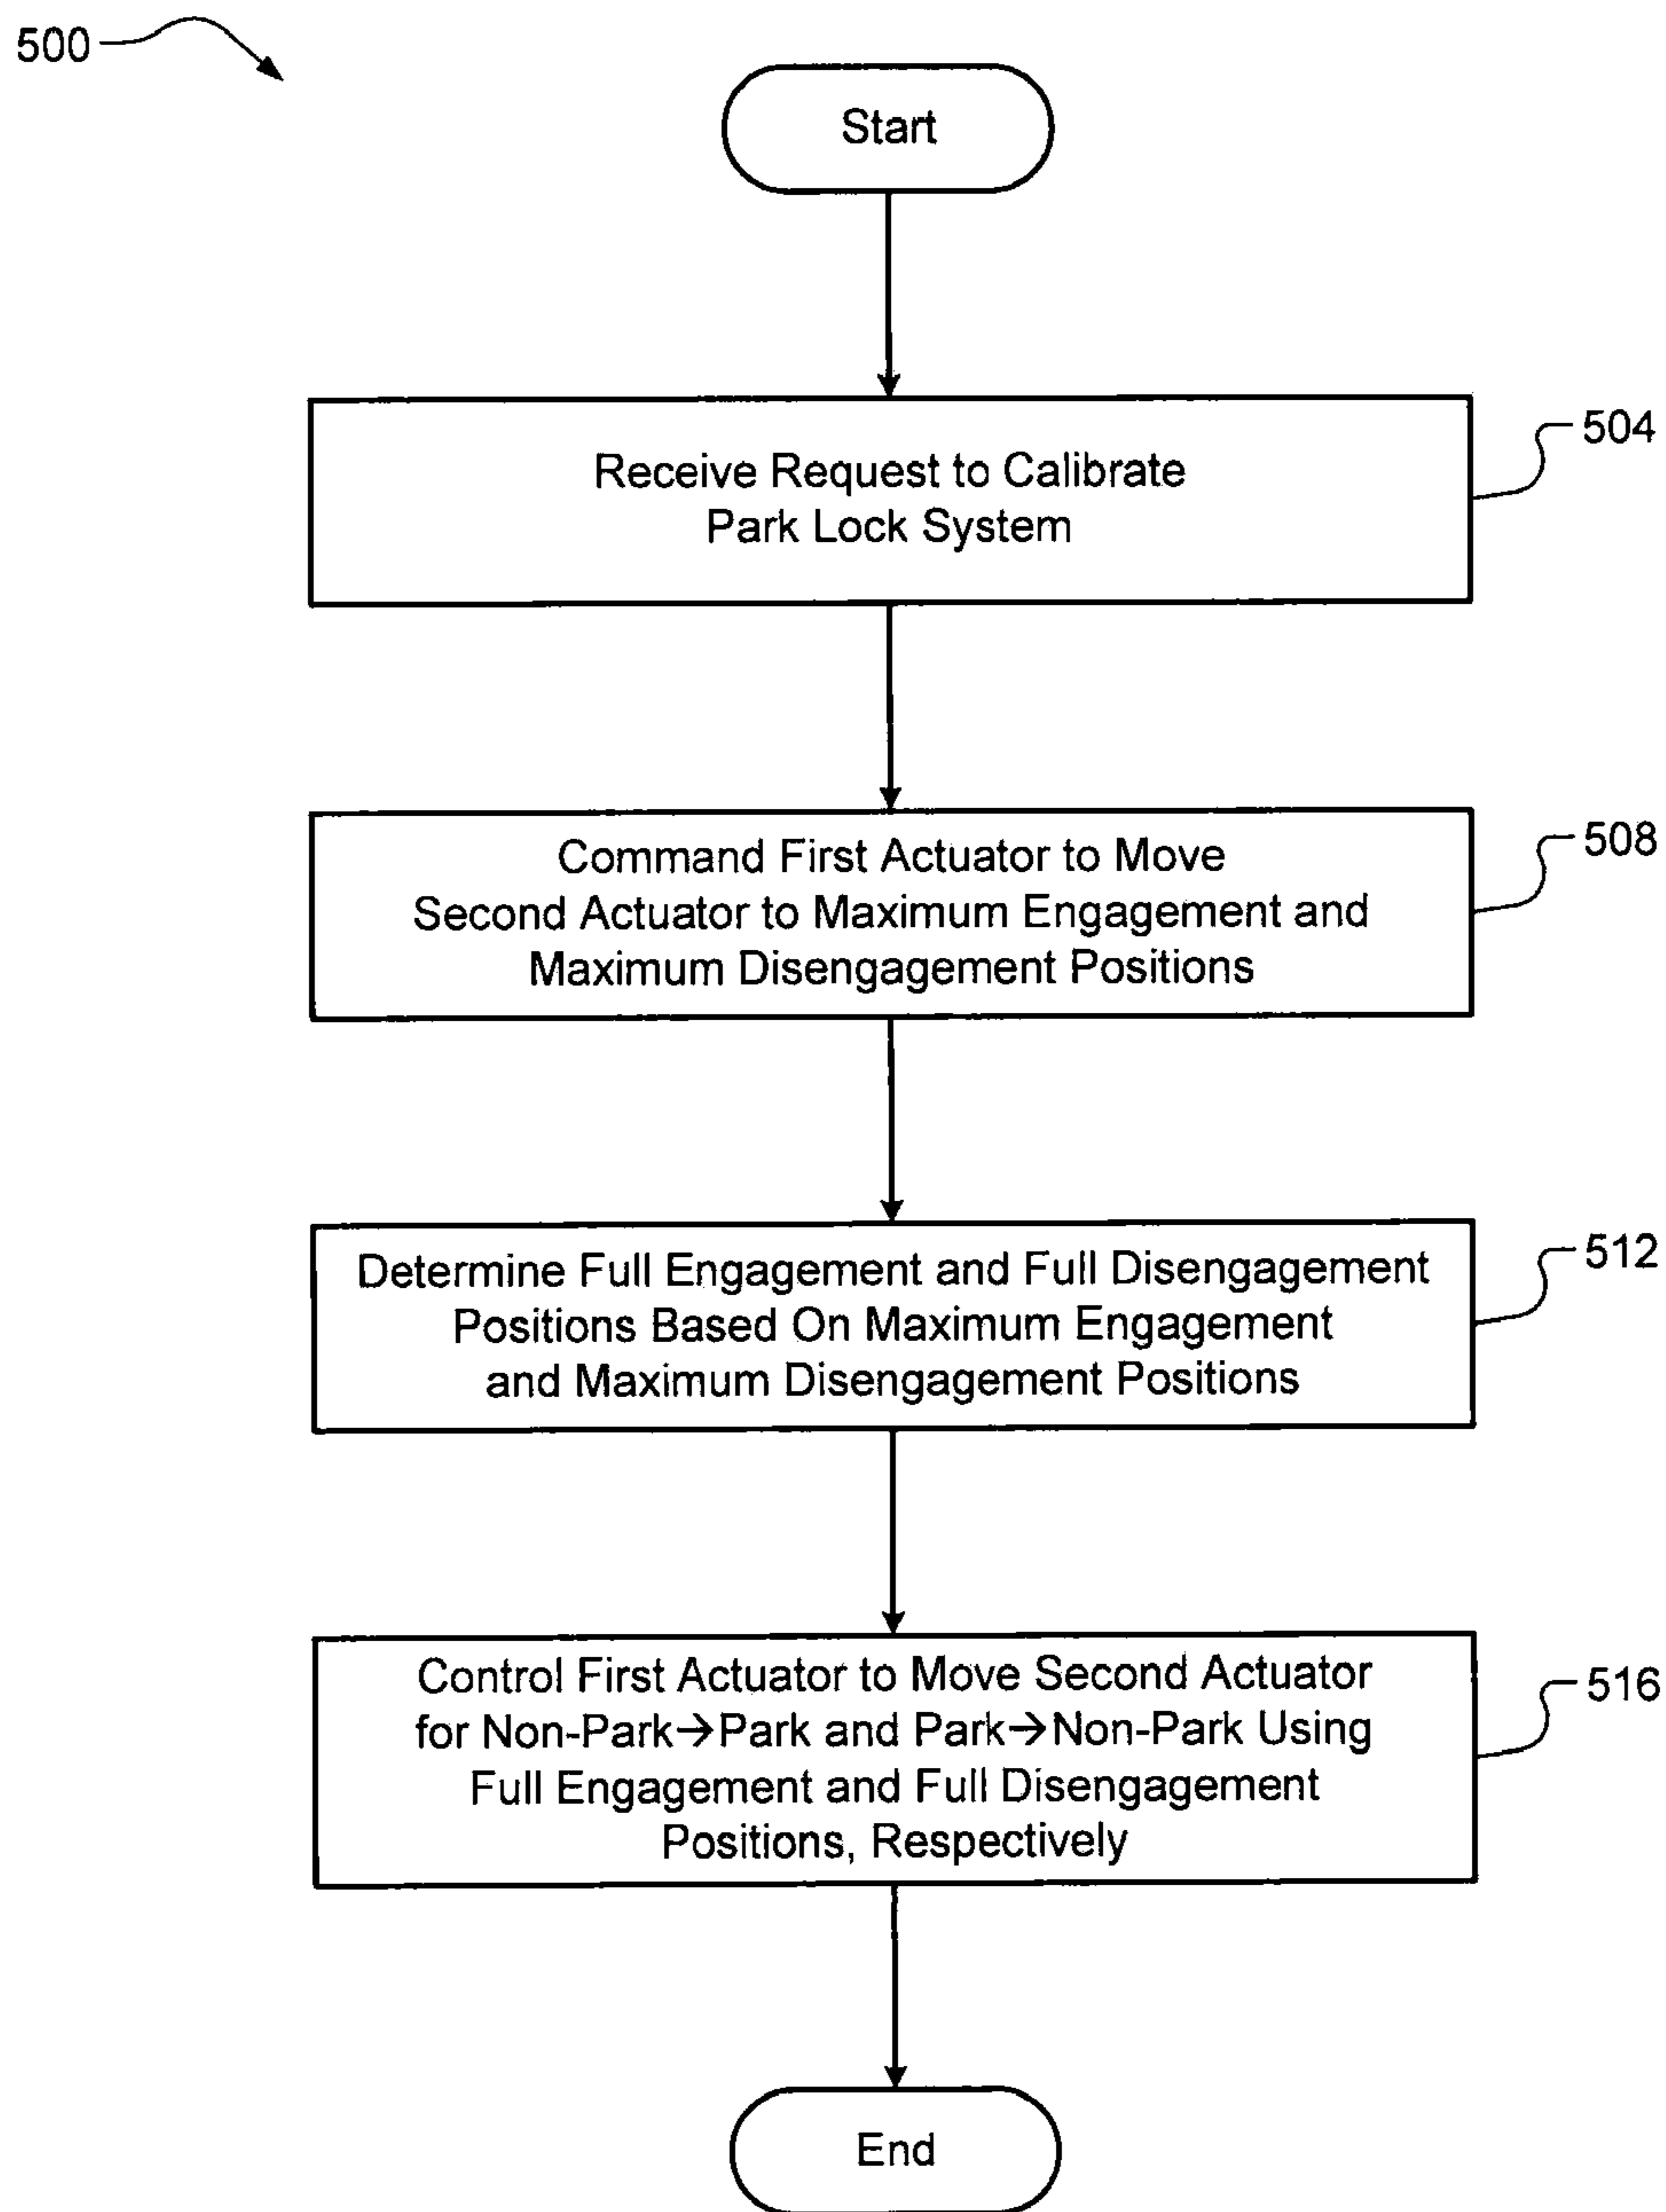 500
Start
Receive Request to Calibrate
Park Lock System
504
Command First Actuator to Move
Second Actuator to Maximum Engagement and
Maximum Disengagement Positions
508
Determine Full Engagement and Full Disengagement
Positions Based On Maximum Engagement
and Maximum Disengagement Positions
512
Control First Actuator to Move Second Actuator
for Non-Park→Park and Park→Non-Park Using
Full Engagement and Full Disengagement
Positions, Respectively
516
End